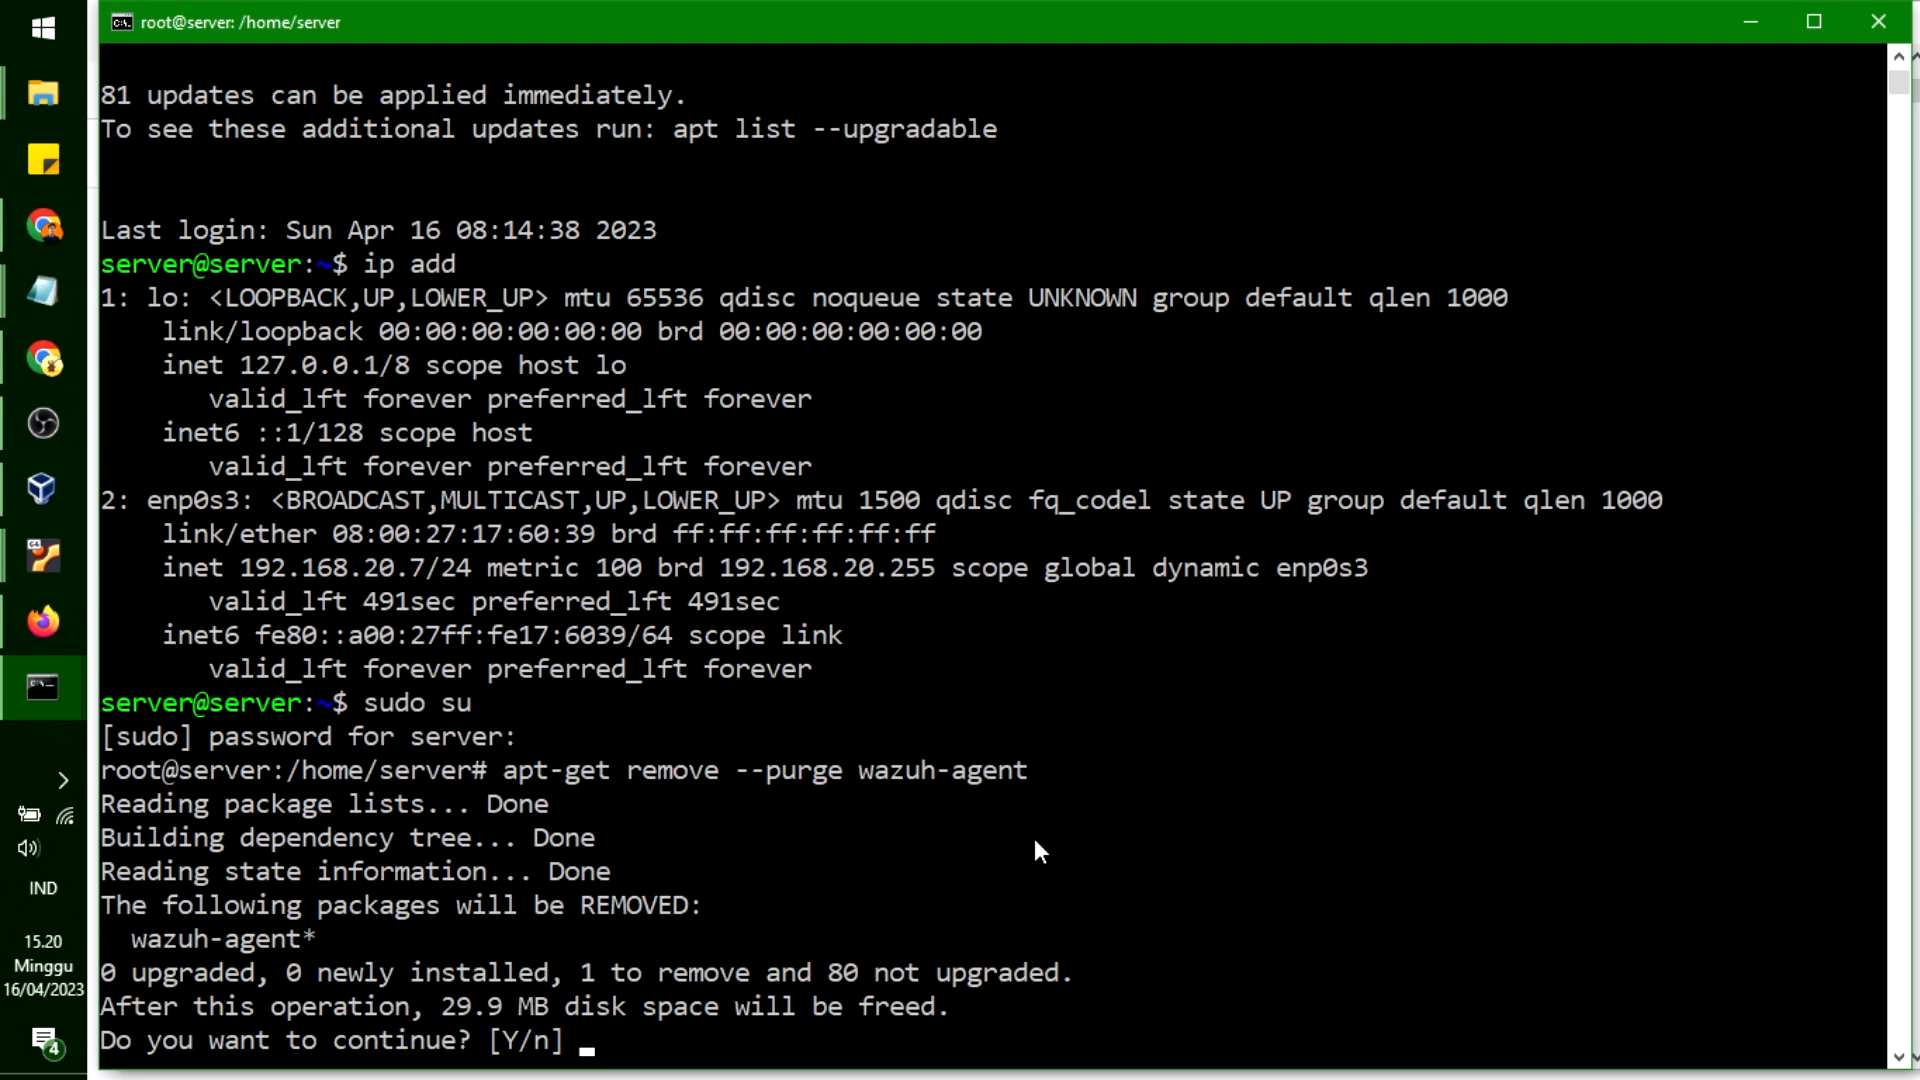 root@server: /home/server
81 updates can be applied immediately.
To see these additional updates run: apt list --upgradable
Last login: Sun Apr 16 08:14:38 2023
server@server:~$ ip add
1: lo: <LOOPBACK,UP,LOWER_UP> mtu 65536 qdisc noqueue state UNKNOWN group default qlen 1000
    link/loopback 00:00:00:00:00:00 brd 00:00:00:00:00:00
    inet 127.0.0.1/8 scope host lo
       valid_lft forever preferred_lft forever
    inet6 ::1/128 scope host
       valid_lft forever preferred_lft forever
2: enp0s3: <BROADCAST,MULTICAST,UP,LOWER_UP> mtu 1500 qdisc fq_codel state UP group default qlen 1000
    link/ether 08:00:27:17:60:39 brd ff:ff:ff:ff:ff:ff
    inet 192.168.20.7/24 metric 100 brd 192.168.20.255 scope global dynamic enp0s3
       valid_lft 491sec preferred_lft 491sec
    inet6 fe80::a00:27ff:fe17:6039/64 scope link
       valid_lft forever preferred_lft forever
server@server:~$ sudo su
[sudo] password for server:
root@server:/home/server# apt-get remove --purge wazuh-agent
Reading package lists... Done
Building dependency tree... Done
Reading state information... Done
The following packages will be REMOVED:
  wazuh-agent*
0 upgraded, 0 newly installed, 1 to remove and 80 not upgraded.
After this operation, 29.9 MB disk space will be freed.
Do you want to continue? [Y/n]
IND
15.20
Minggu
16/04/2023
4